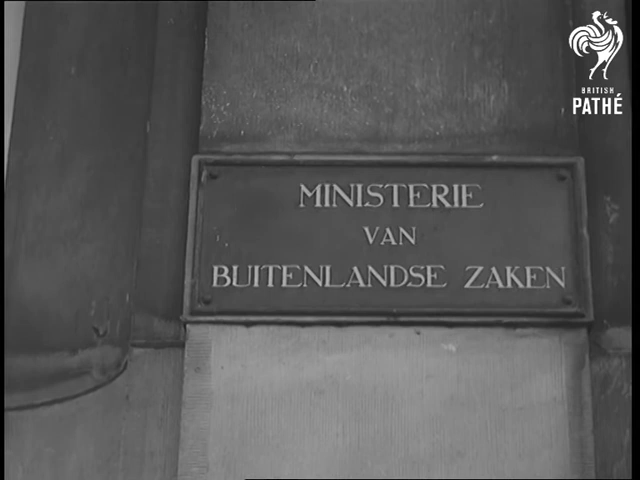 BRITISH
PATHÉ
MINISTERIE
VAN
BUITENLANDSE ZAKEN